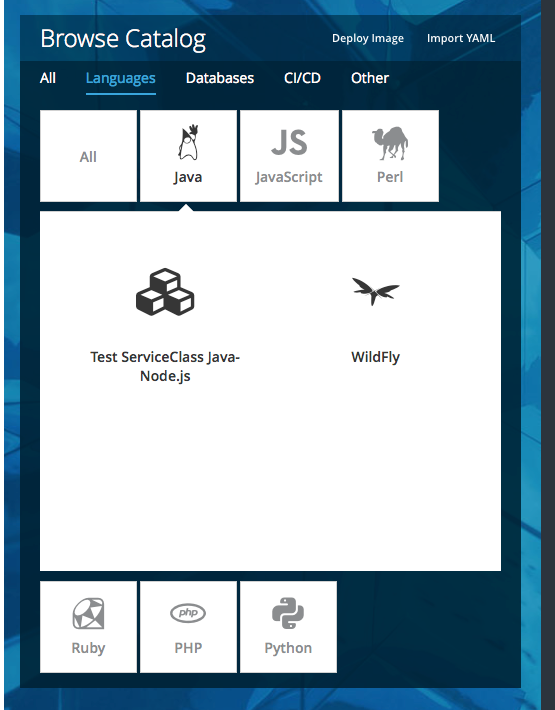 Browse Catalog
Deploy Image
Import YAML
All
Languages
Databases
CI/CD
Other
All
Java
JS
JavaScript
Perl
Test ServiceClass Java-
Node.js
WildFly
Ruby
php
PHP
Python